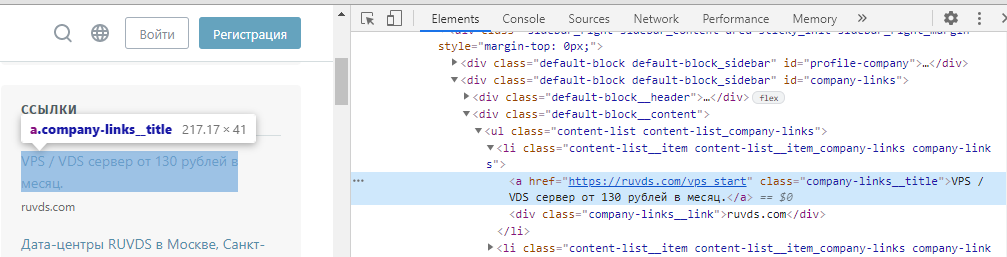 Войти
Регистрация
ССЫЛКИ
a.company-links__title 217.17 × 41
VPS / VDS сервер от 130 рублей в
месяц.
ruvds.com
Дата-центры RUVDS в Москве, Санкт-
Elements Console Sources Network Performance Memory »
style="margin-top: 0px;">
<div class="default-block default-block_sidebar" id="profile-company">…</div>
<div class="default-block default-block_sidebar" id="company-links">
<div class="default-block__header">…</div> flex
<div class="default-block__content">
<ul class="content-list content-list_company-links">
<li class="content-list__item content-list__item_company-links company-link
s">
… <a href="https://ruvds.com/vps_start" class="company-links__title">VPS /
VDS сервер от 130 рублей в месяц.</a> == $0
<div class="company-links__link">ruvds.com</div>
</li>
<li class="content-list__item content-list__item_company-links company-link